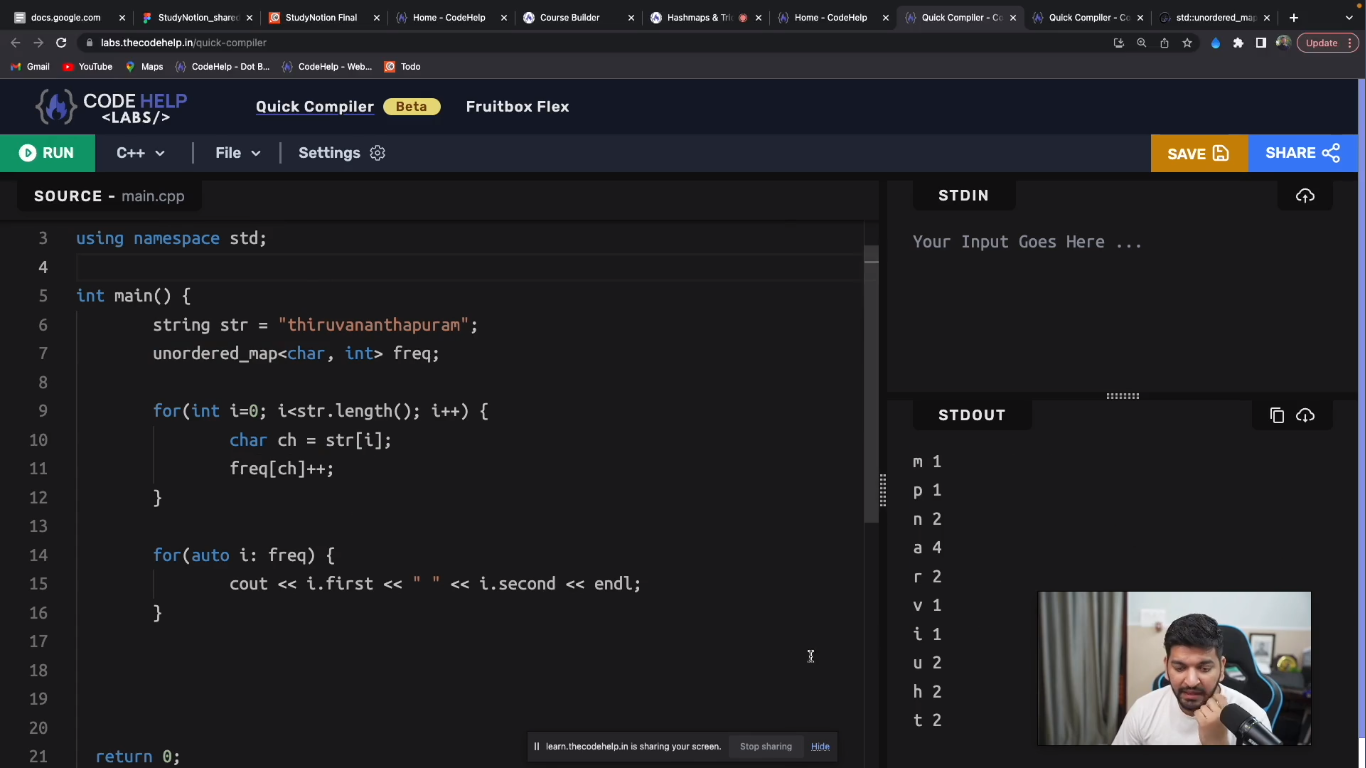 docs.google.com
StudyNotion_shared
StudyNotion Final
Home - CodeHelp
Course Builder
Hashmaps & Tri
Home - CodeHelp
Quick Compiler - Co
Quick Compiler - Co
std::unordered_map
labs.thecodehelp.in/quick-compiler
Update
Gmail
YouTube
Maps
CodeHelp - Dot B...
CodeHelp - Web...
Todo
CODE HELP
<LABS/>
Quick Compiler
Beta
Fruitbox Flex
RUN
C++
File
Settings
SAVE
SHARE
SOURCE - main.cpp
3 using namespace std;
4
5 int main() {
6 string str = "thiruvananthapuram";
7 unordered_map<char, int> freq;
8
9 for(int i=0; i<str.length(); i++) {
10 char ch = str[i];
11 freq[ch]++;
12 }
13
14 for(auto i: freq) {
15 cout << i.first << " " << i.second << endl;
16 }
17
18
19
20
21 return 0;
STDIN
Your Input Goes Here ...
STDOUT
m 1
p 1
n 2
a 4
r 2
v 1
i 1
u 2
h 2
t 2
learn.thecodehelp.in is sharing your screen.
Stop sharing
Hide